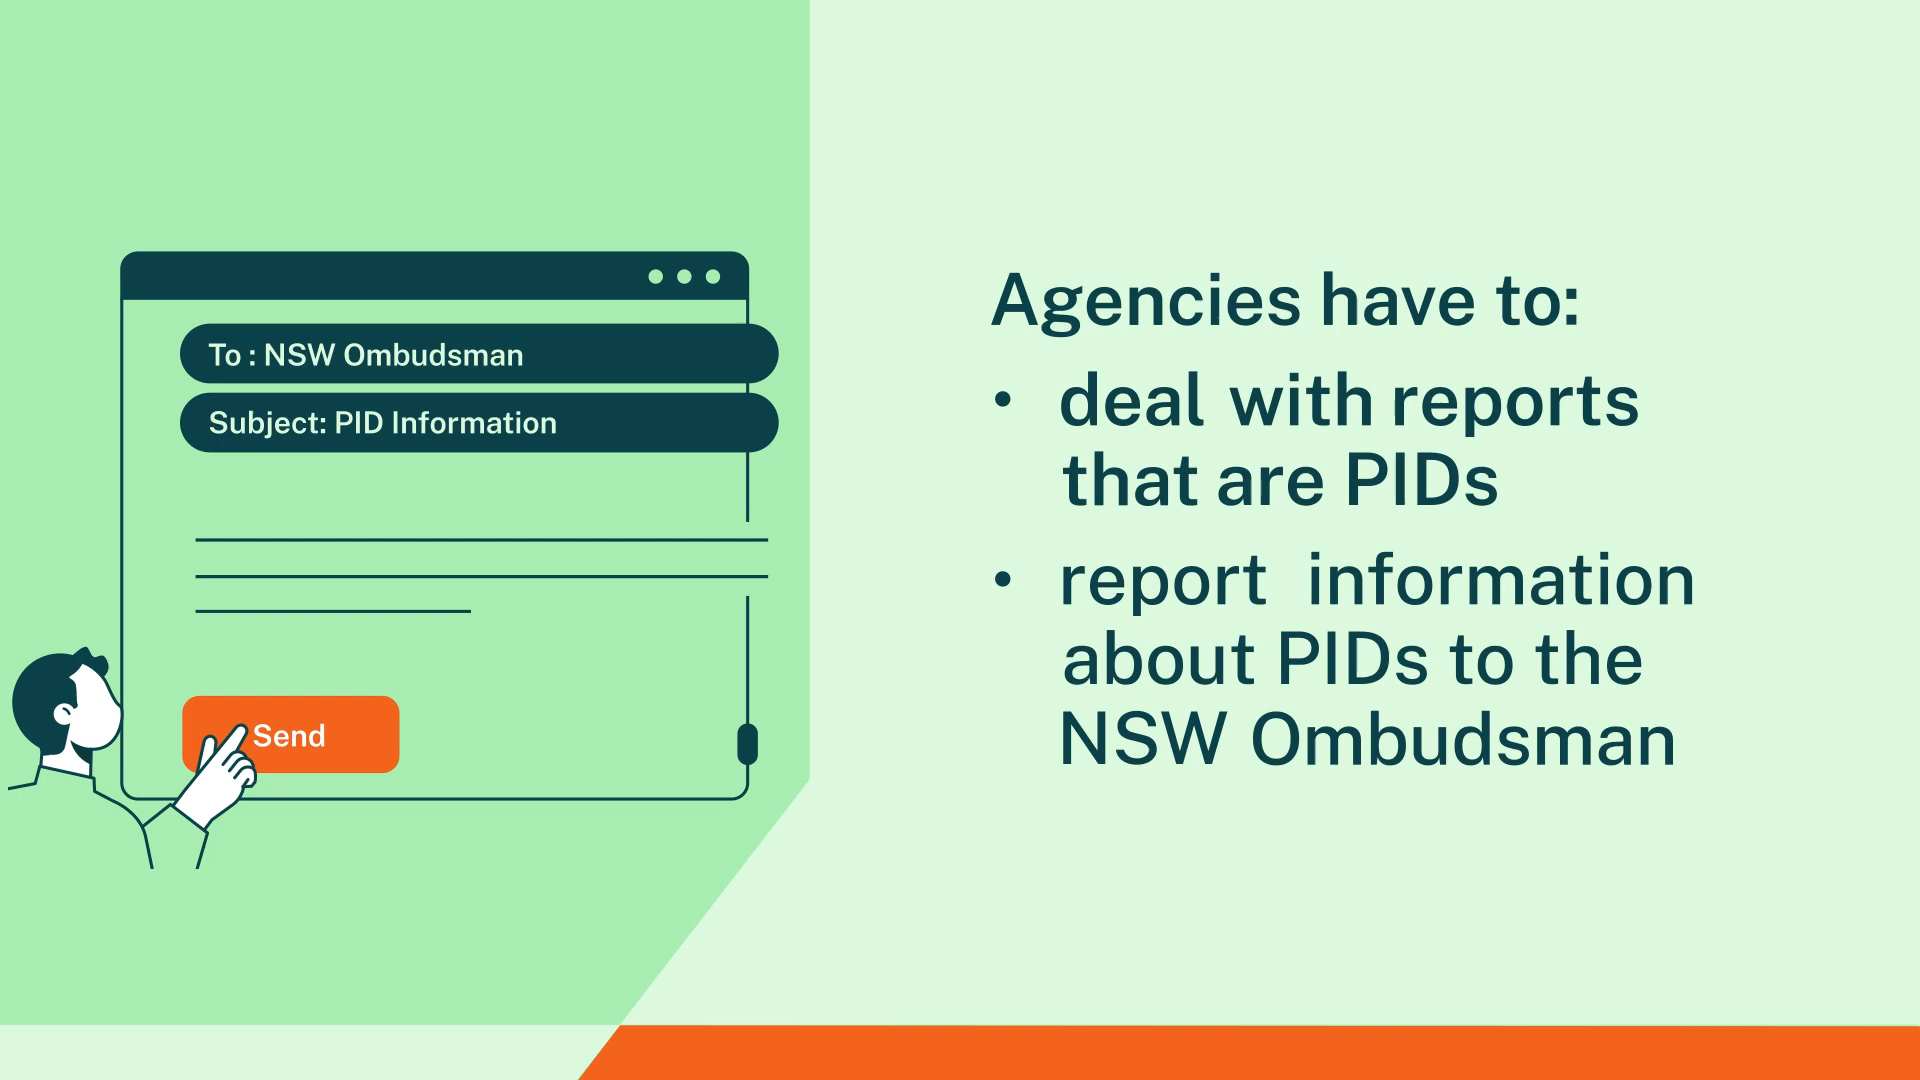 To : NSW Ombudsman
Subject: PID Information
Send
Agencies have to:
• deal with reports
that are PIDs
• report information
about PIDs to the
NSW Ombudsman